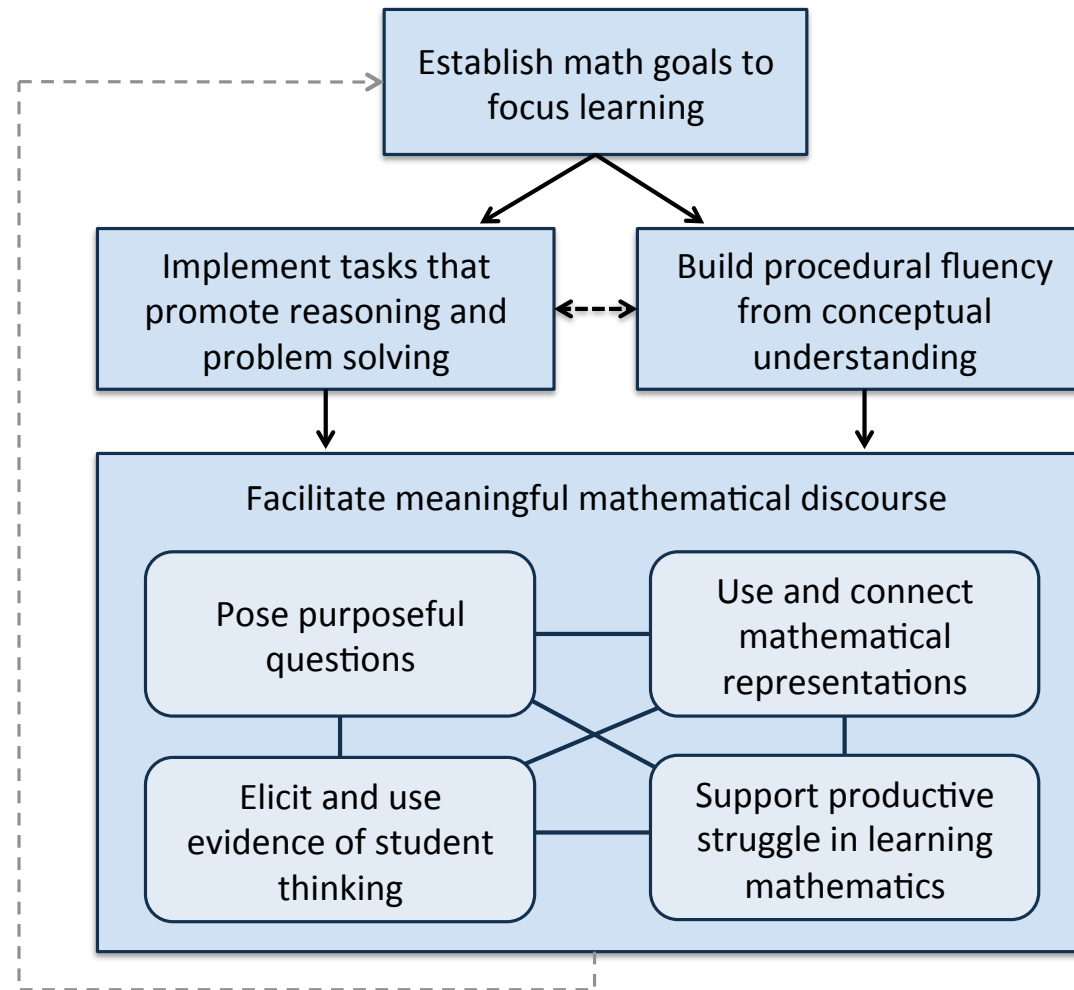 Establish math goals to
focus learning
Implement tasks that
promote reasoning and
problem solving
Build procedural fluency
from conceptual
understanding
Facilitate meaningful mathematical discourse
Pose purposeful
questions
Use and connect
mathematical
representations
Elicit and use
evidence of student
thinking
Support productive
struggle in learning
mathematics